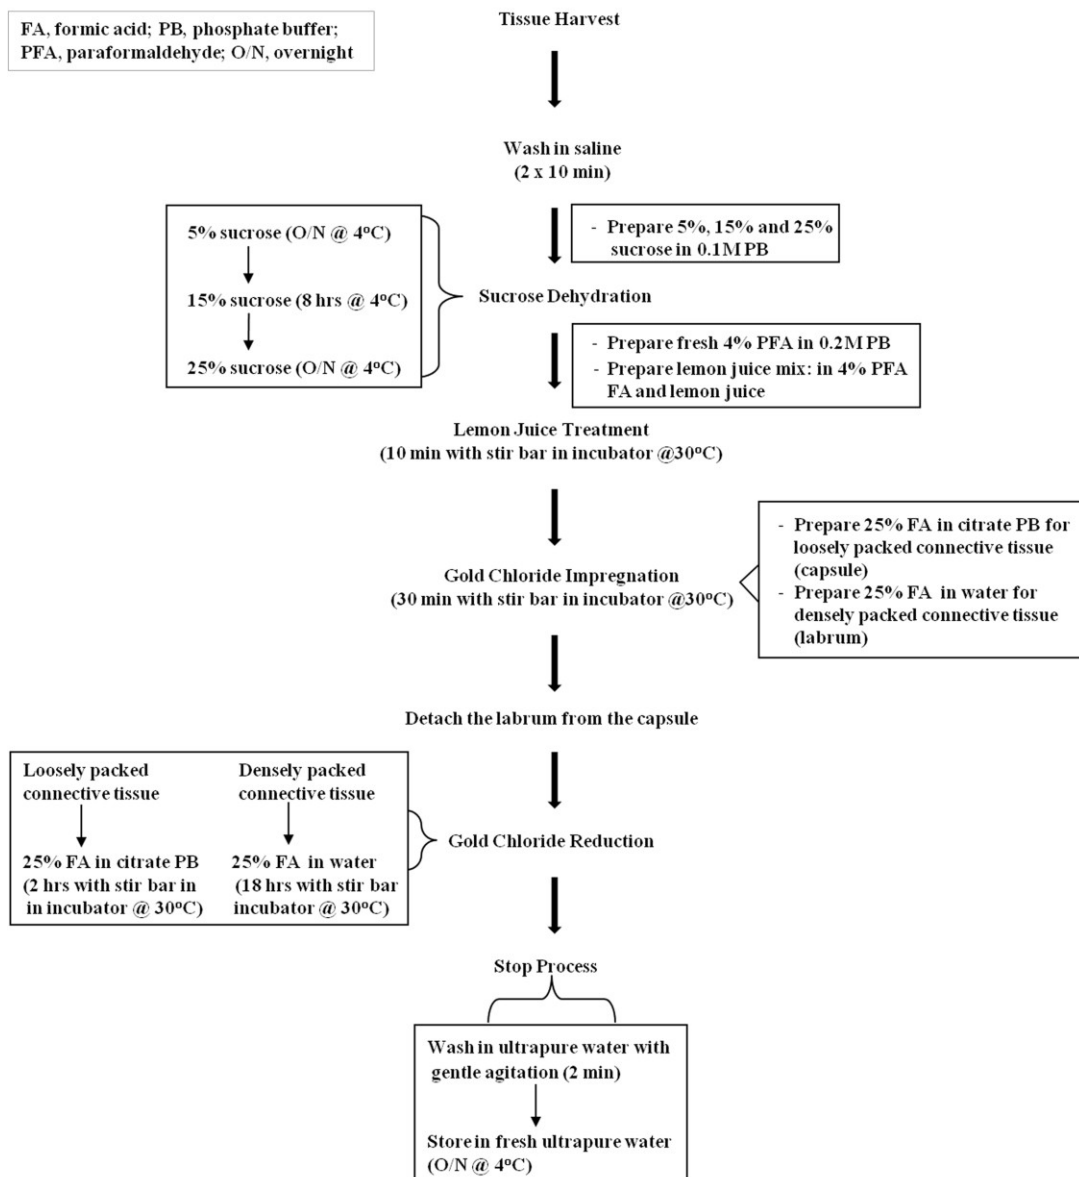 FA, formic acid; PB, phosphate buffer;
PFA, paraformaldehyde; O/N, overnight
Tissue Harvest
Wash in saline
(2 x 10 min)
- Prepare 5%, 15% and 25%
sucrose in 0.1M PB
5% sucrose (O/N @ 4°C)
15% sucrose (8 hrs @ 4°C)
25% sucrose (O/N @ 4°C)
Sucrose Dehydration
- Prepare fresh 4% PFA in 0.2M PB
- Prepare lemon juice mix: in 4% PFA
FA and lemon juice
Lemon Juice Treatment
(10 min with stir bar in incubator @30°C)
Gold Chloride Impregnation
(30 min with stir bar in incubator @30°C)
- Prepare 25% FA in citrate PB for
loosely packed connective tissue
(capsule)
- Prepare 25% FA in water for
densely packed connective tissue
(labrum)
Detach the labrum from the capsule
Loosely packed
connective tissue
25% FA in citrate PB
(2 hrs with stir bar in
in incubator @ 30°C)
Densely packed
connective tissue
25% FA in water
(18 hrs with stir bar
incubator @ 30°C)
Gold Chloride Reduction
Stop Process
Wash in ultrapure water with
gentle agitation (2 min)
Store in fresh ultrapure water
(O/N @ 4°C)